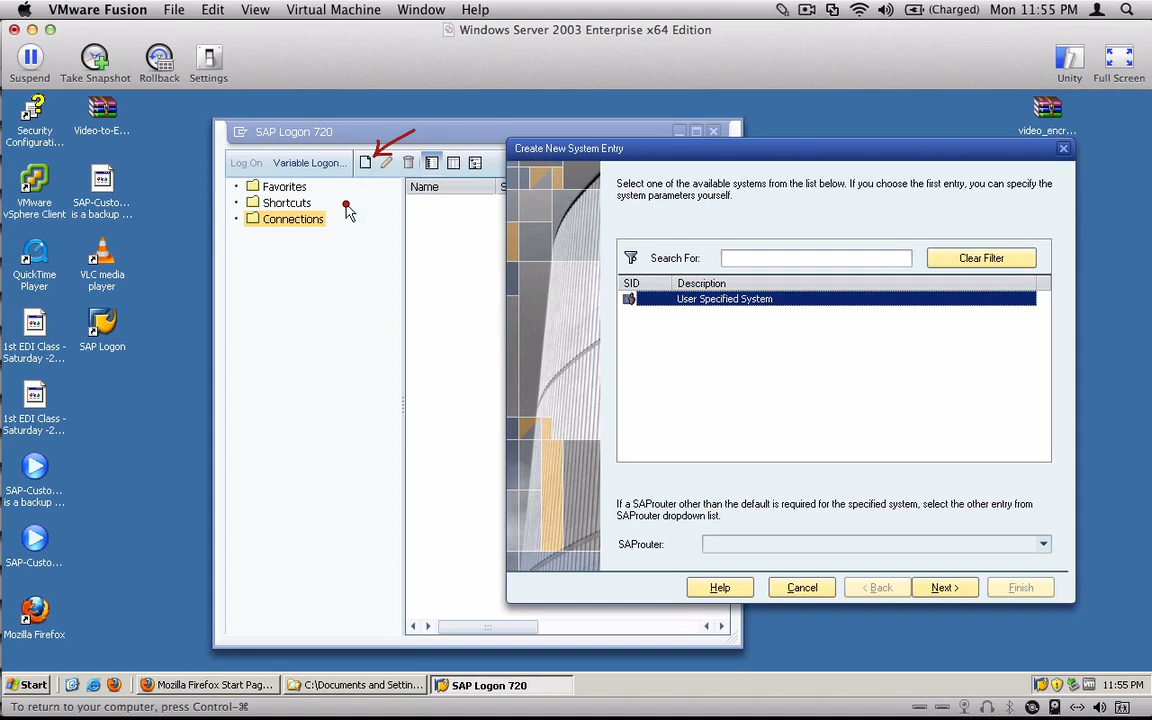 VMware Fusion File Edit View Virtual Machine Window Help (Charged) Mon 11:55 PM
Windows Server 2003 Enterprise x64 Edition
Suspend Take Snapshot Rollback Settings Unity Full Screen
Security Configurati...
Video-to-E...
video_encr...
VMware vSphere Client
SAP-Custo... is a backup ...
QuickTime Player
VLC media player
1st EDI Class - Saturday -2...
SAP Logon
1st EDI Class - Saturday -2...
SAP-Custo... is a backup ...
SAP-Custo...
Mozilla Firefox
SAP Logon 720
Log On Variable Logon...
Favorites
Shortcuts
Connections
Name S
Create New System Entry
Select one of the available systems from the list below. If you choose the first entry, you can specify the
system parameters yourself.
Search For: Clear Filter
SID Description
User Specified System
If a SAProuter other than the default is required for the specified system, select the other entry from
SAProuter dropdown list.
SAProuter:
Help Cancel < Back Next > Finish
Start Mozilla Firefox Start Pag... C:\Documents and Settin... SAP Logon 720 11:55 PM
To return to your computer, press Control-⌘